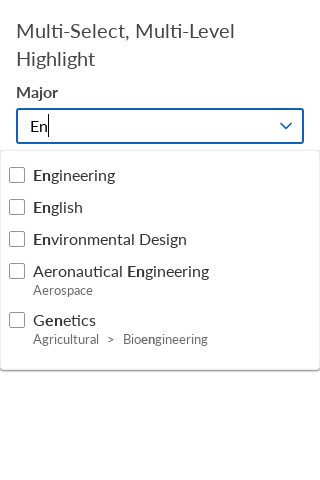 Multi-Select, Multi-Level
Highlight
Major
En
Engineering
English
Environmental Design
Aeronautical Engineering
Aerospace
Genetics
Agricultural > Bioengineering